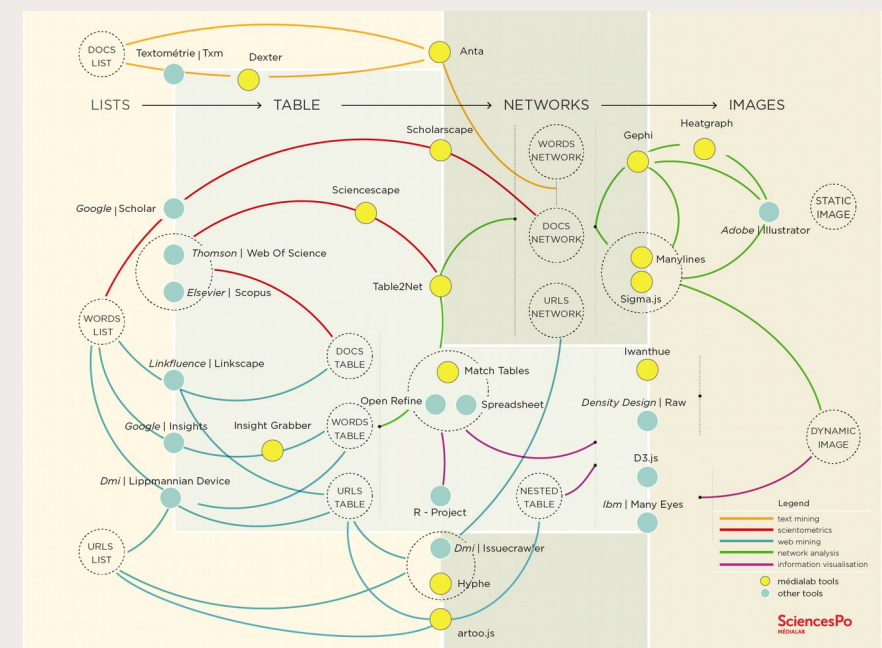 DOCS
LIST
Textométrie | Txm
Dexter
Anta
LISTS
TABLE
NETWORKS
IMAGES
Scholarscape
WORDS
NETWORK
Gephi
Heatgraph
Sciencescape
Google | Scholar
DOCS
NETWORK
STATIC
IMAGE
Adobe | Illustrator
Thomson | Web Of Science
Manylines
Elsevier | Scopus
Table2Net
Sigma.js
URLS
NETWORK
WORDS
LIST
DOCS
TABLE
Iwanthue
Linkfluence | Linkscape
Match Tables
Open Refine
Spreadsheet
Density Design | Raw
Google | Insights
Insight Grabber
WORDS
TABLE
DYNAMIC
IMAGE
D3.js
Dmi | Lippmannian Device
URLS
TABLE
R - Project
NESTED
TABLE
Ibm | Many Eyes
Legend
text mining
scientometrics
web mining
network analysis
information visualisation
médialab tools
other tools
URLS
LIST
Dmi | Issuecrawler
Hyphe
artoo.js
SciencesPo
MÉDIALAB